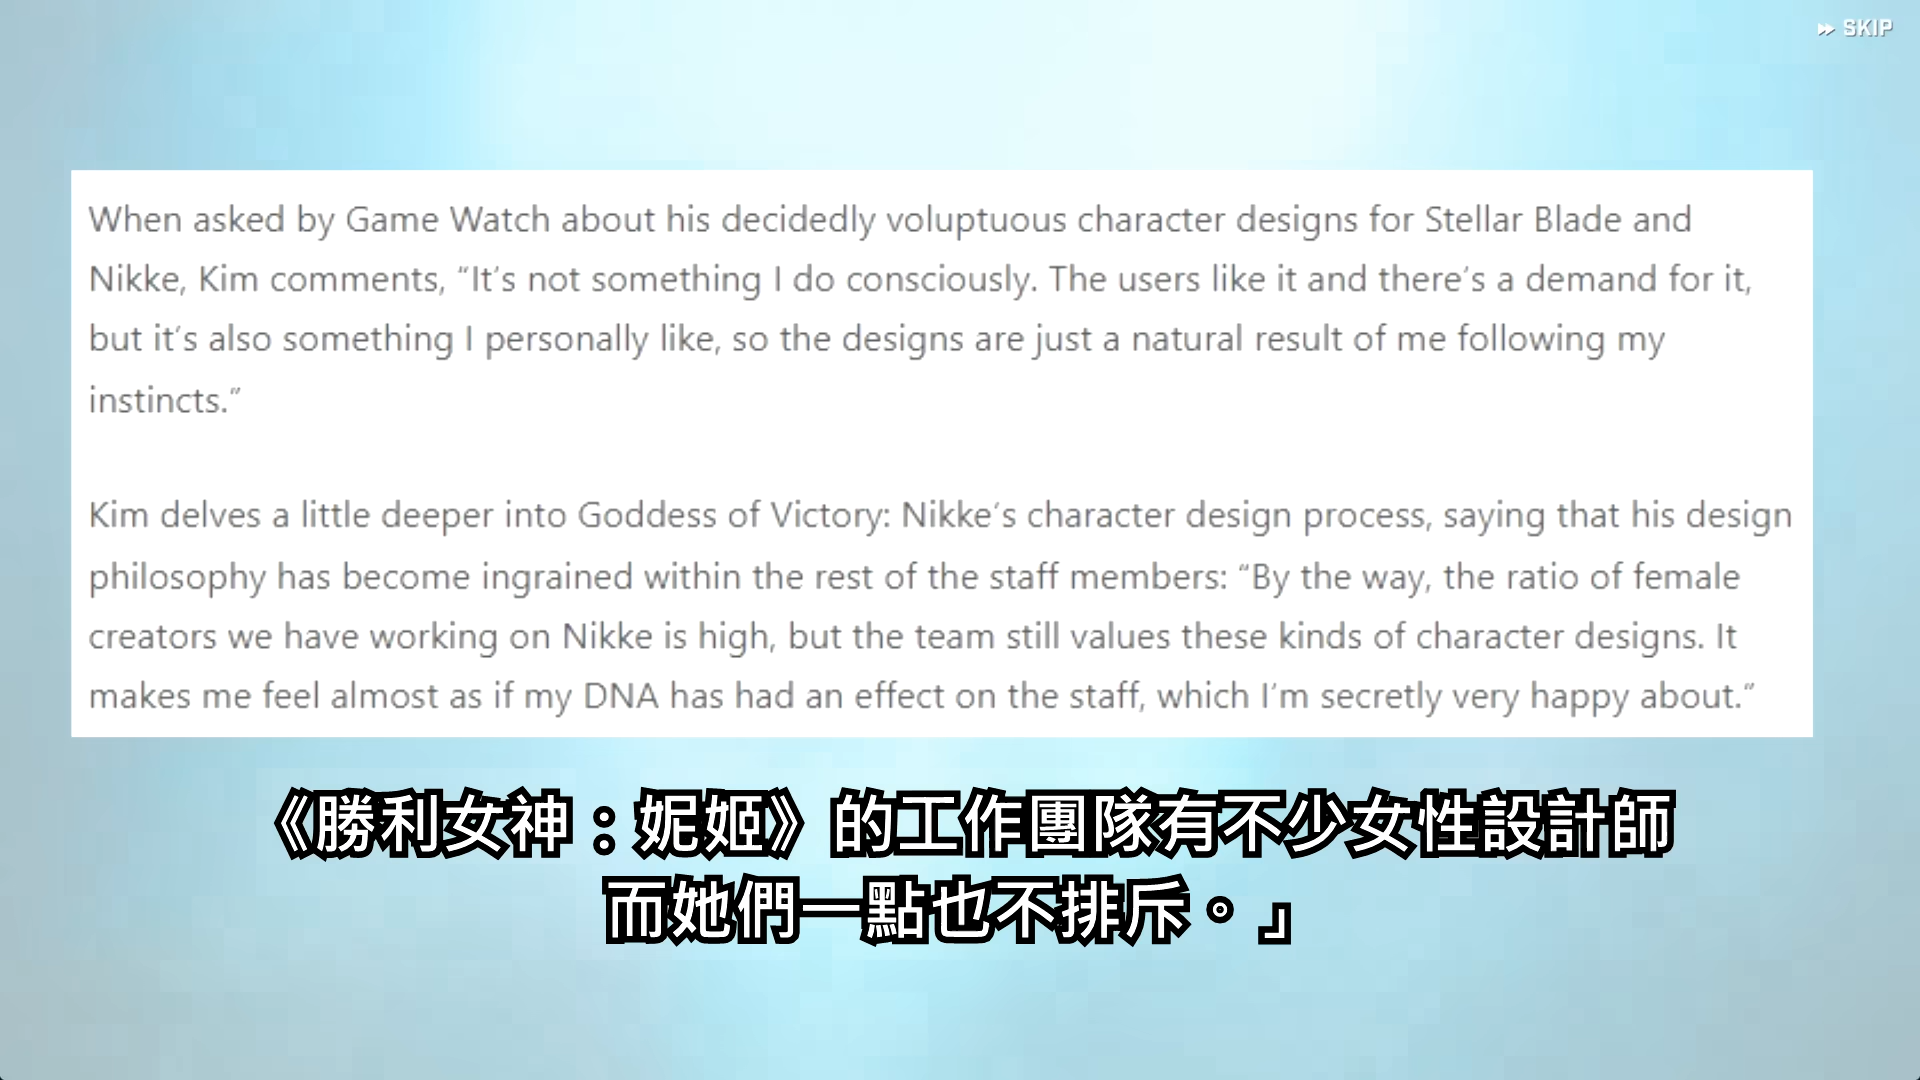 SKIP
When asked by Game Watch about his decidedly voluptuous character designs for Stellar Blade and
Nikke, Kim comments, “It’s not something I do consciously. The users like it and there’s a demand for it,
but it’s also something I personally like, so the designs are just a natural result of me following my
instincts.”
Kim delves a little deeper into Goddess of Victory: Nikke’s character design process, saying that his design
philosophy has become ingrained within the rest of the staff members: “By the way, the ratio of female
creators we have working on Nikke is high, but the team still values these kinds of character designs. It
makes me feel almost as if my DNA has had an effect on the staff, which I’m secretly very happy about.”
《勝利女神：妮姬》的工作團隊有不少女性設計師
而她們一點也不排斥。」